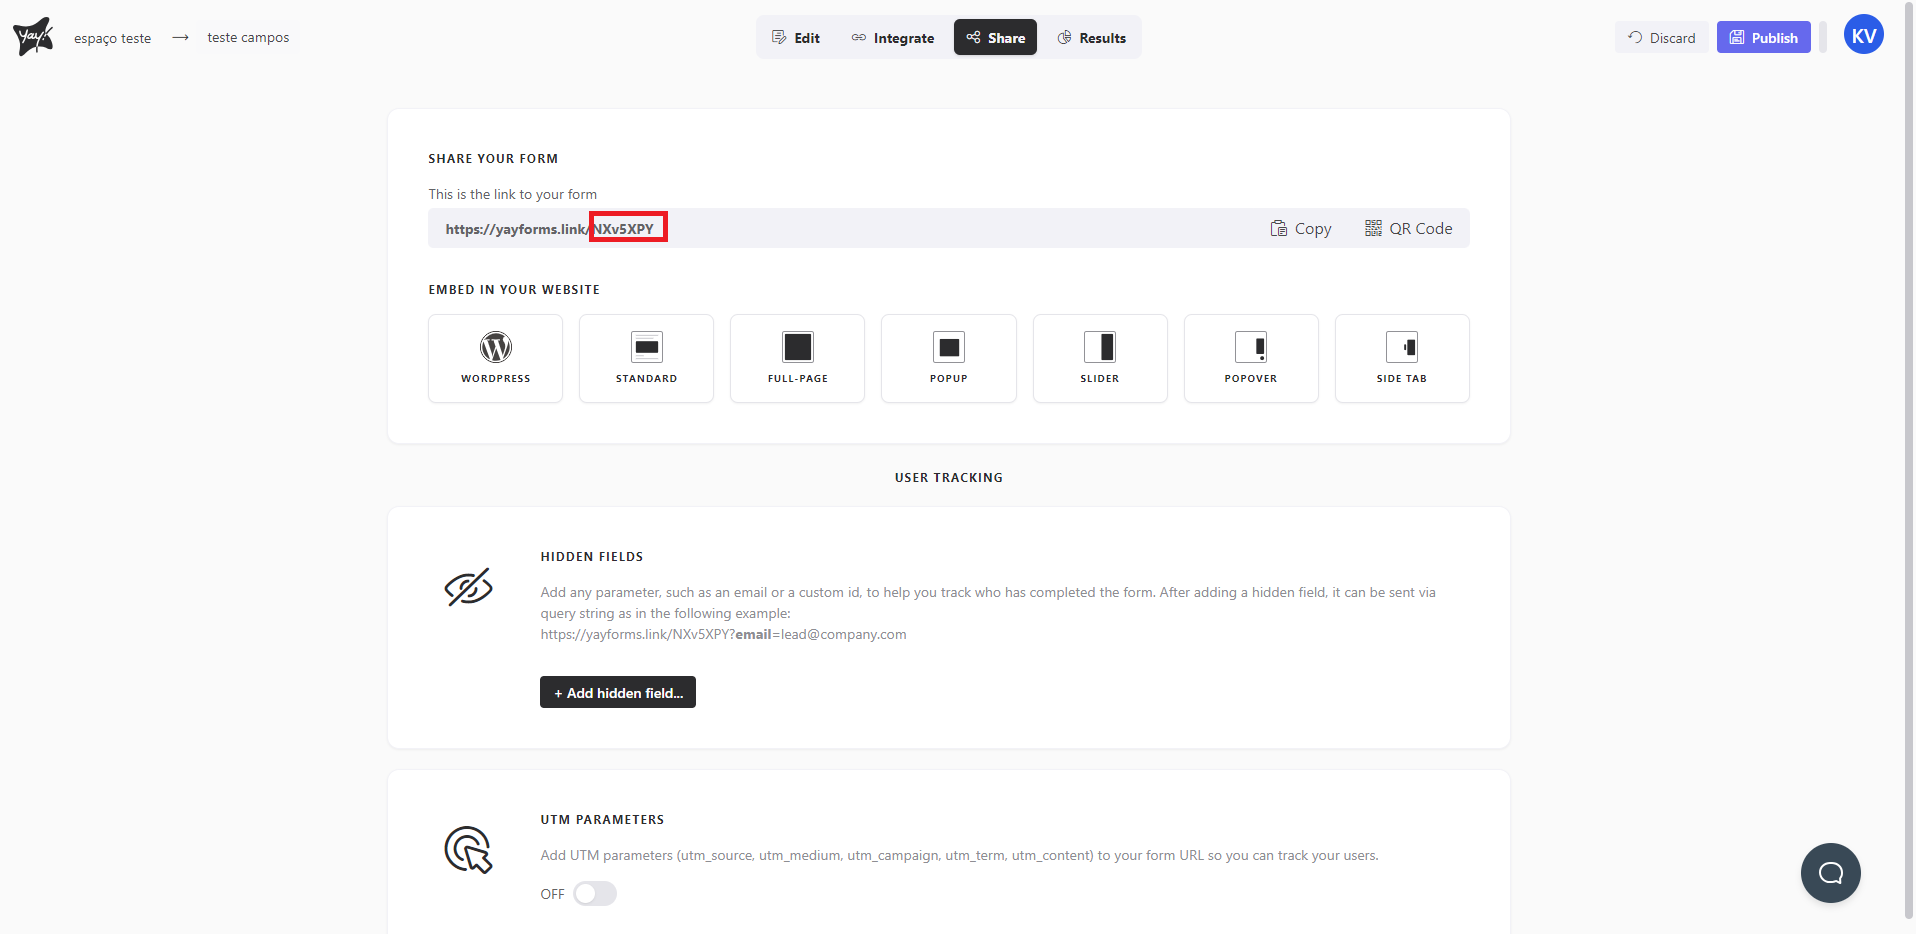 Yay!
espaço teste → teste campos
Edit
Integrate
Share
Results
Discard
Publish
KV
SHARE YOUR FORM
This is the link to your form
https://yayforms.link/NXv5XPY
Copy
QR Code
EMBED IN YOUR WEBSITE
WORDPRESS
STANDARD
FULL-PAGE
POPUP
SLIDER
POPOVER
SIDE TAB
USER TRACKING
HIDDEN FIELDS
Add any parameter, such as an email or a custom id, to help you track who has completed the form. After adding a hidden field, it can be sent via
query string as in the following example:
https://yayforms.link/NXv5XPY?email=lead@company.com
+ Add hidden field...
UTM PARAMETERS
Add UTM parameters (utm_source, utm_medium, utm_campaign, utm_term, utm_content) to your form URL so you can track your users.
OFF